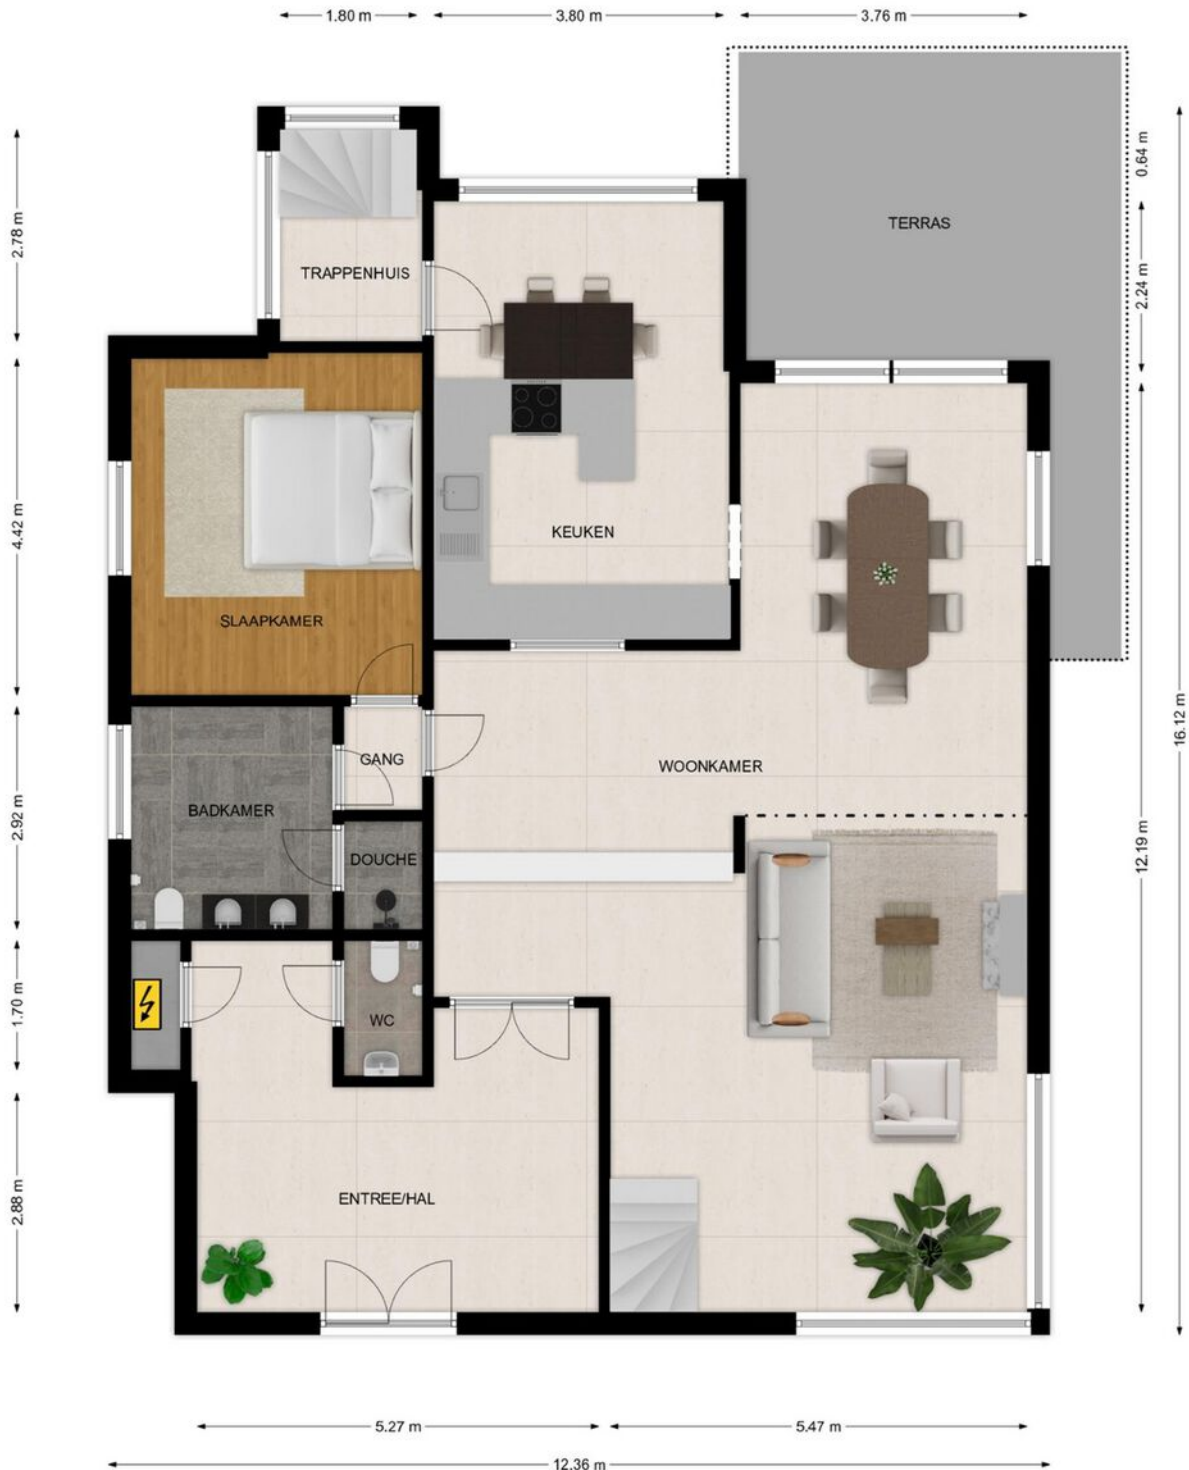 1.80 m
3.80 m
3.76 m
0.64 m
TERRAS
2.78 m
TRAPPENHUIS
2.24 m
4.42 m
KEUKEN
SLAAPKAMER
16.12 m
GANG
WOONKAMER
BADKAMER
2.92 m
12.19 m
DOUCHE
1.70 m
WC
2.88 m
ENTREE/HAL
5.27 m
5.47 m
12.36 m